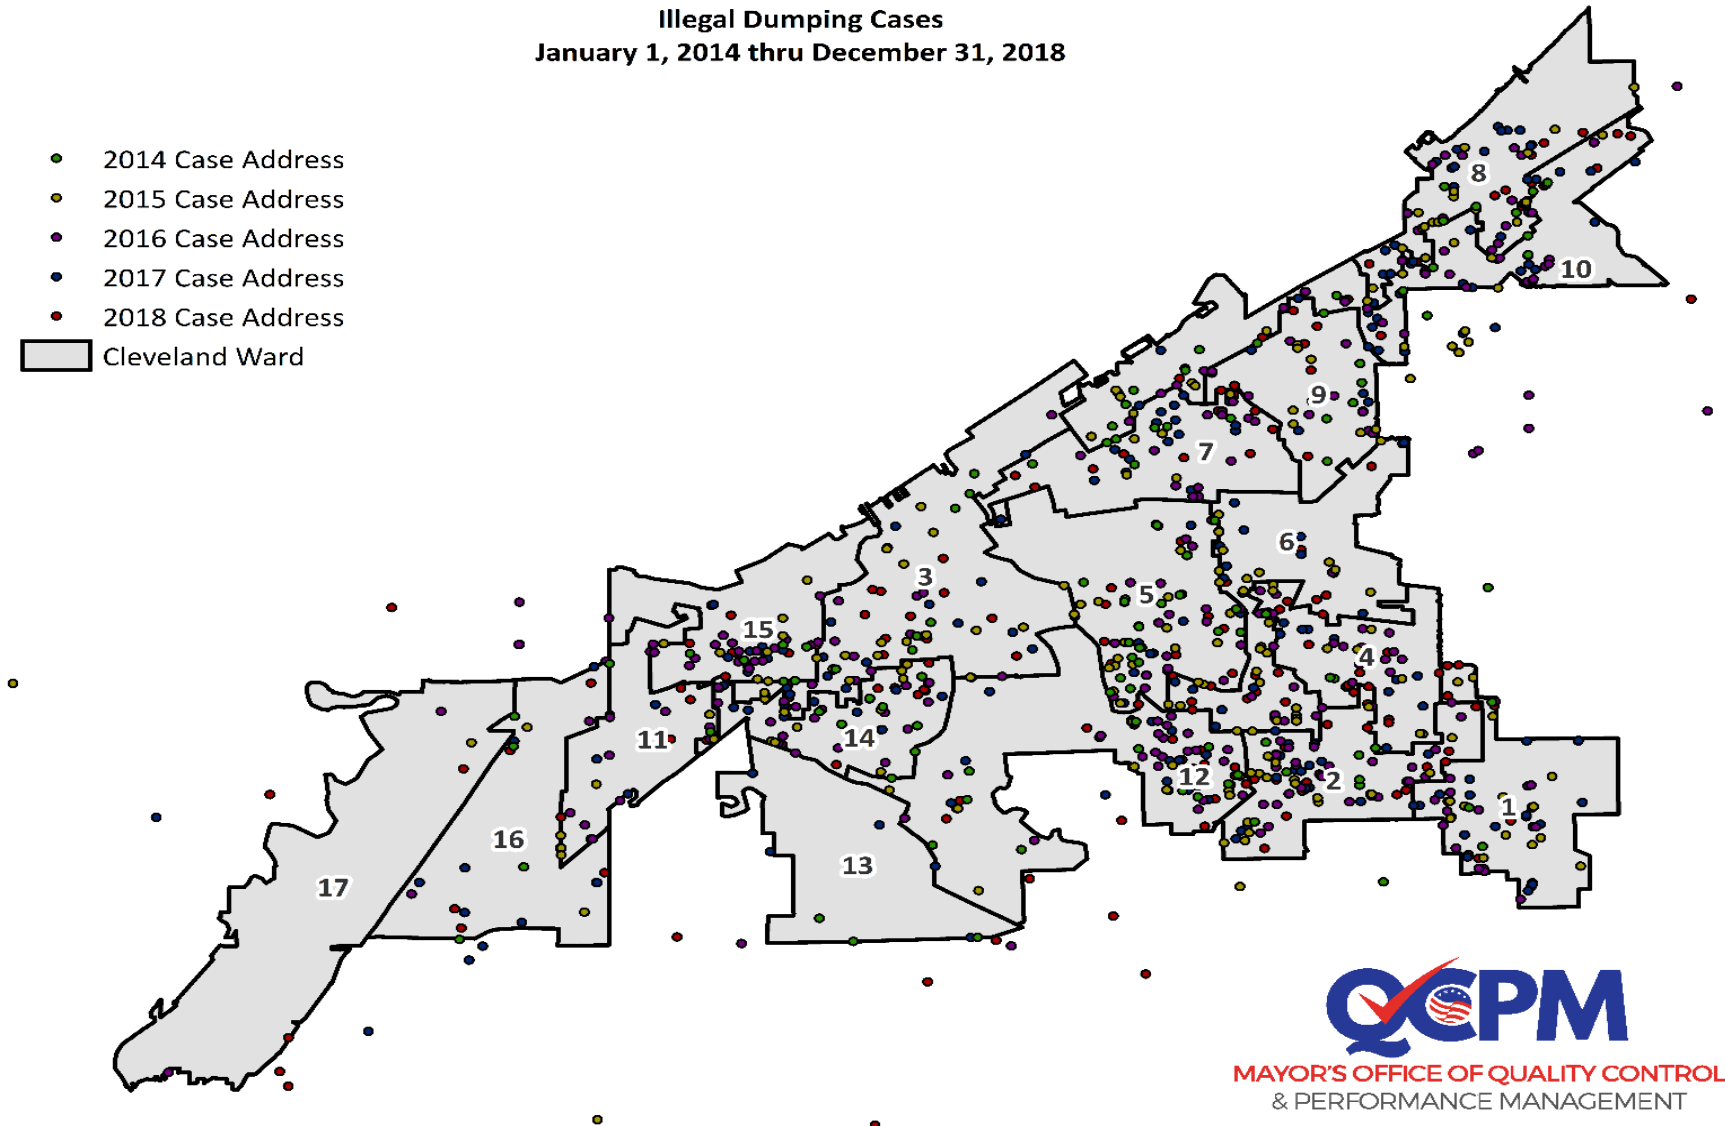 Illegal Dumping Cases
January 1, 2014 thru December 31, 2018
2014 Case Address
2015 Case Address
2016 Case Address
2017 Case Address
2018 Case Address
Cleveland Ward
8
10
9
7
6
3
5
15
4
11
14
12
2
1
16
13
17
QCPM
MAYOR'S OFFICE OF QUALITY CONTROL
& PERFORMANCE MANAGEMENT